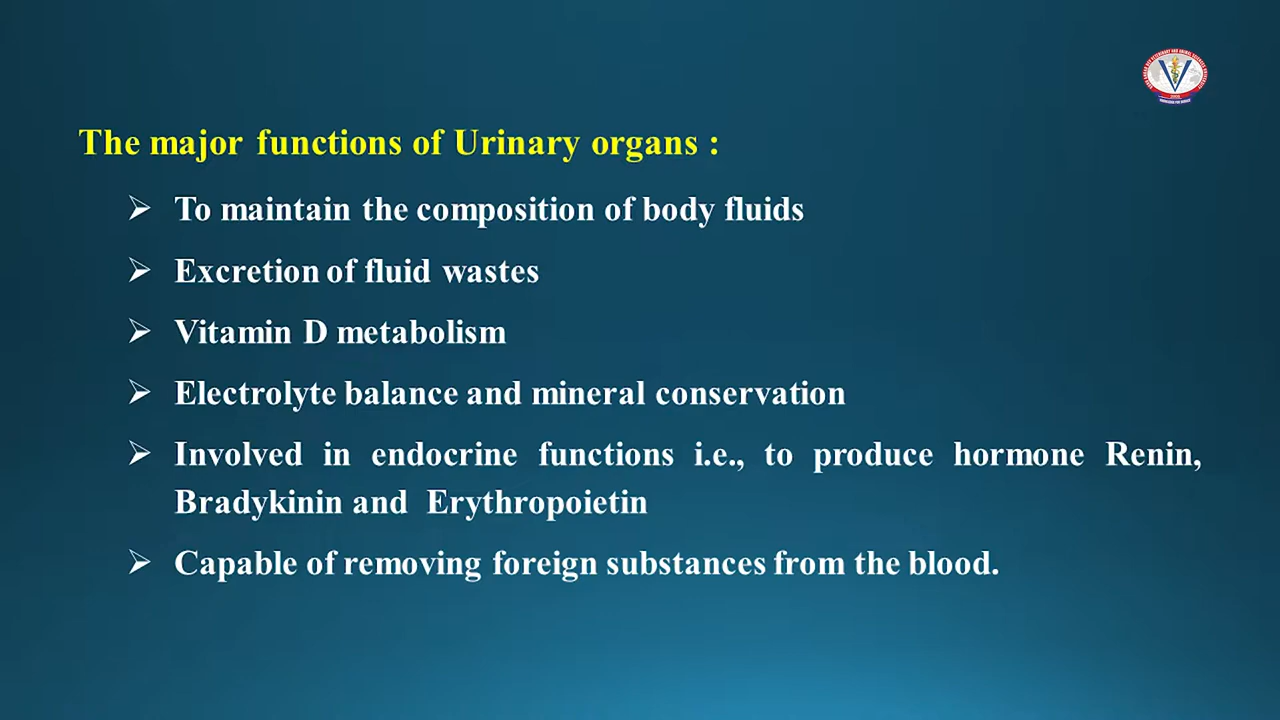 The major functions of Urinary organs :
➢ To maintain the composition of body fluids
➢ Excretion of fluid wastes
➢ Vitamin D metabolism
➢ Electrolyte balance and mineral conservation
➢ Involved in endocrine functions i.e., to produce hormone Renin,
Bradykinin and Erythropoietin
➢ Capable of removing foreign substances from the blood.
V